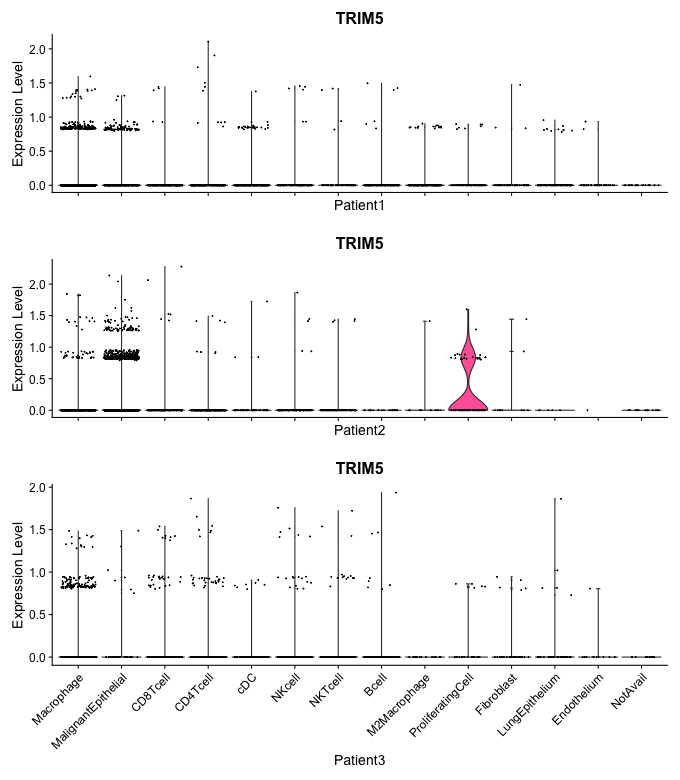 TRIM5
Expression Level
2.0
1.5
1.0
0.5
0.0
Patient1
TRIM5
Expression Level
2.0
1.5
1.0
0.5
0.0
Patient2
TRIM5
Expression Level
2.0
1.5
1.0
0.5
0.0
Macrophage
MalignantEpithelial
CD8Tcell
CD4Tcell
cDC
NKcell
NKTcell
Bcell
M2Macrophage
ProliferatingCell
Fibroblast
LungEpithelium
Endothelium
NotAvail
Patient3